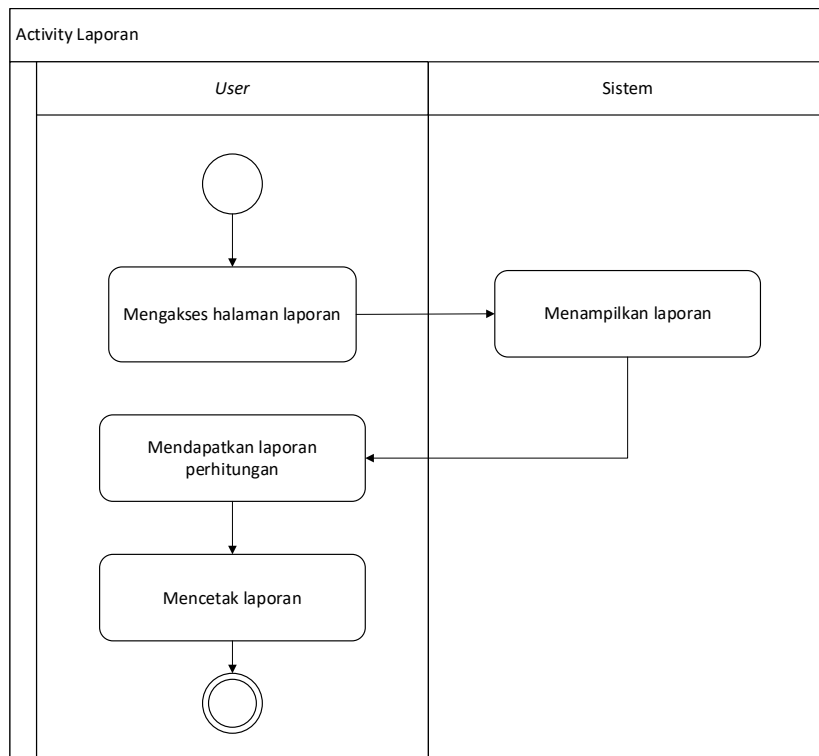 Activity Laporan
User
Sistem
Mengakses halaman laporan
Menampilkan laporan
Mendapatkan laporan
perhitungan
Mencetak laporan